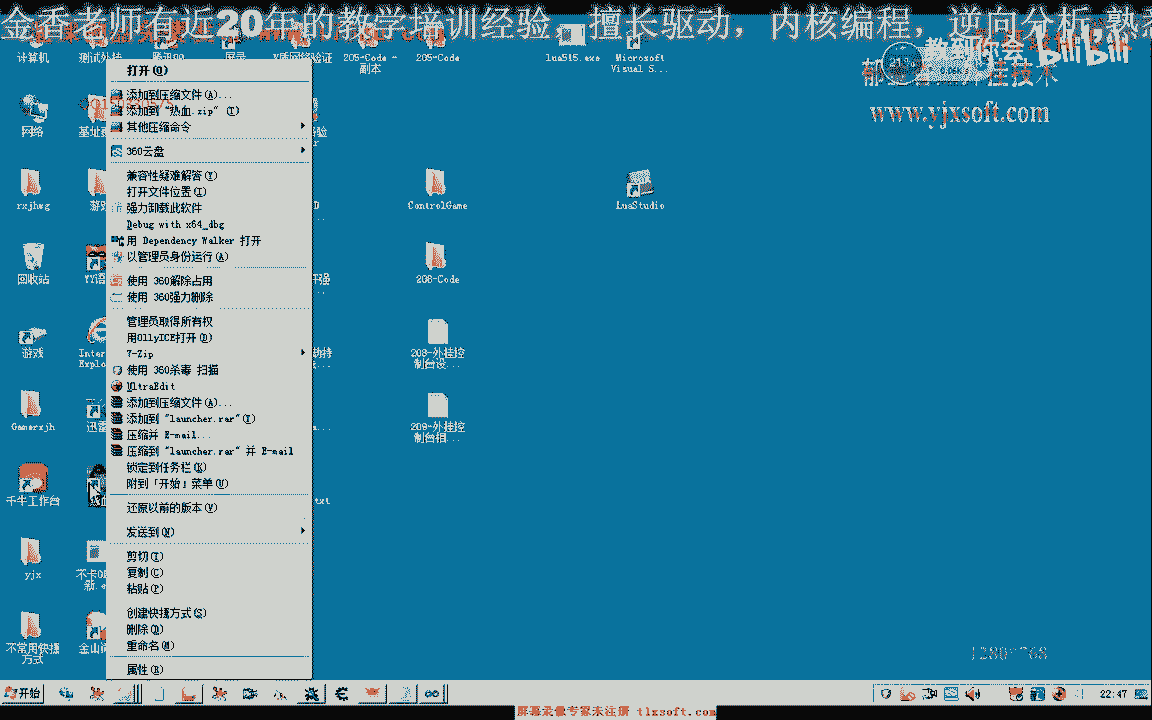 金香老师有近20年的教学培训经验，擅长驱动，内核编程，逆向分析,熟悉
教到你会
bilibili
www.yjxsoft.com
计算机
腾讯QQ
205-Code - 副本
205-Code
lua515.exe
Microsoft Visual S...
网络
rxjhwg
ControlGame
LuaStudio
回收站
208-Code
游戏
208-外挂控制台设...
Gamerxjh
209-外挂控制台相...
千牛工作台
yjx
不常用快捷方式
打开(O)
添加到压缩文件(A)...
添加到 "热血.zip" (T)
其他压缩命令
360云盘
兼容性疑难解答(Y)
打开文件位置(I)
强力卸载此软件
Debug with x64_dbg
用 Dependency Walker 打开
以管理员身份运行(A)
使用 360解除占用
使用 360强力删除
管理员取得所有权
用OllyICE打开(D)
7-Zip
使用 360杀毒 扫描
UltraEdit
添加到压缩文件(A)...
添加到 "launcher.rar"(T)
压缩并 E-mail...
压缩到 "launcher.rar" 并 E-mail
锁定到任务栏(K)
附到「开始」菜单(U)
还原以前的版本(V)
发送到(N)
剪切(T)
复制(C)
粘贴(P)
创建快捷方式(S)
删除(D)
重命名(M)
属性(R)
1280*768
开始
22:47
屏幕录像专家未注册 tlxsoft.com